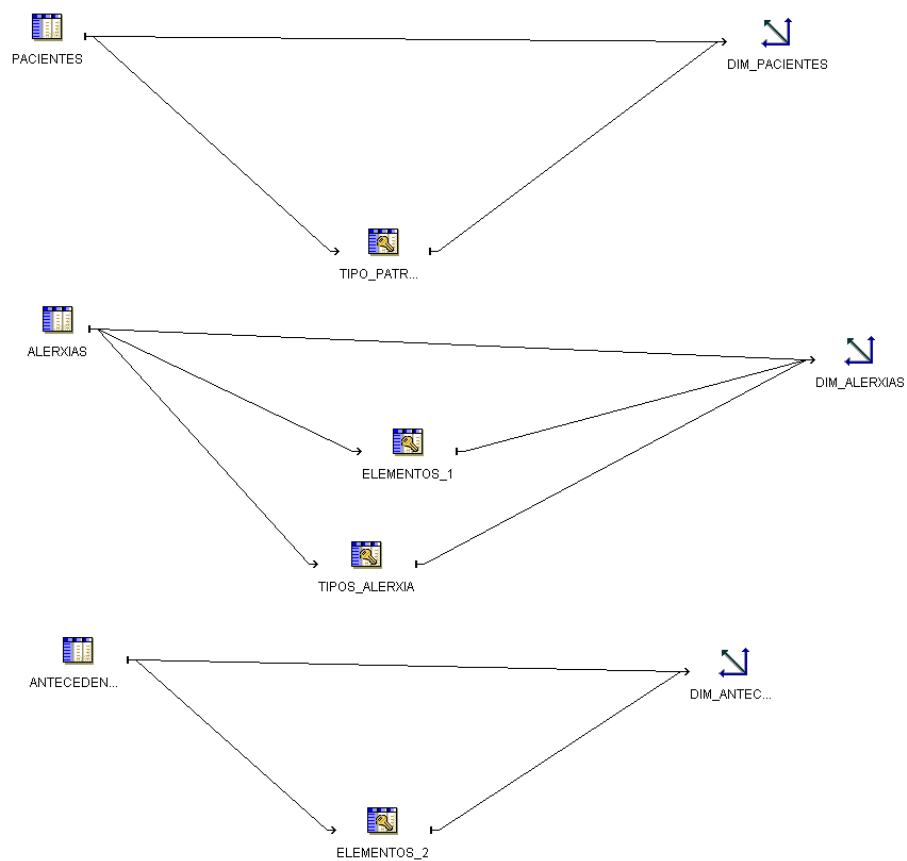 PACIENTES
DIM_PACIENTES
TIPO_PATR...
ALERXIAS
DIM_ALERXIAS
ELEMENTOS_1
TIPOS_ALERXIA
ANTECEDEN...
DIM_ANTEC...
ELEMENTOS_2